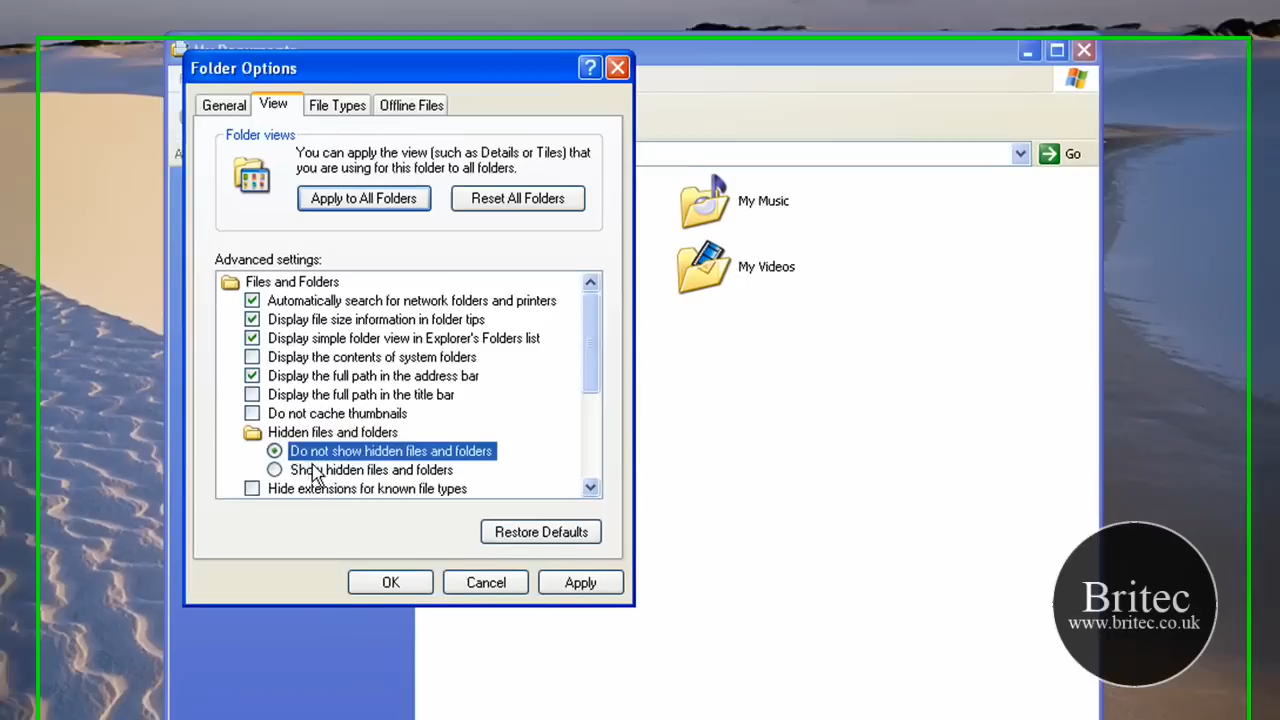 My Documents
Folder Options
General
View
File Types
Offline Files
Folder views
You can apply the view (such as Details or Tiles) that
you are using for this folder to all folders.
Apply to All Folders
Reset All Folders
Advanced settings:
Files and Folders
Automatically search for network folders and printers
Display file size information in folder tips
Display simple folder view in Explorer's Folders list
Display the contents of system folders
Display the full path in the address bar
Display the full path in the title bar
Do not cache thumbnails
Hidden files and folders
Do not show hidden files and folders
Show hidden files and folders
Hide extensions for known file types
Restore Defaults
OK
Cancel
Apply
Go
My Music
My Videos
Britec
www.britec.co.uk